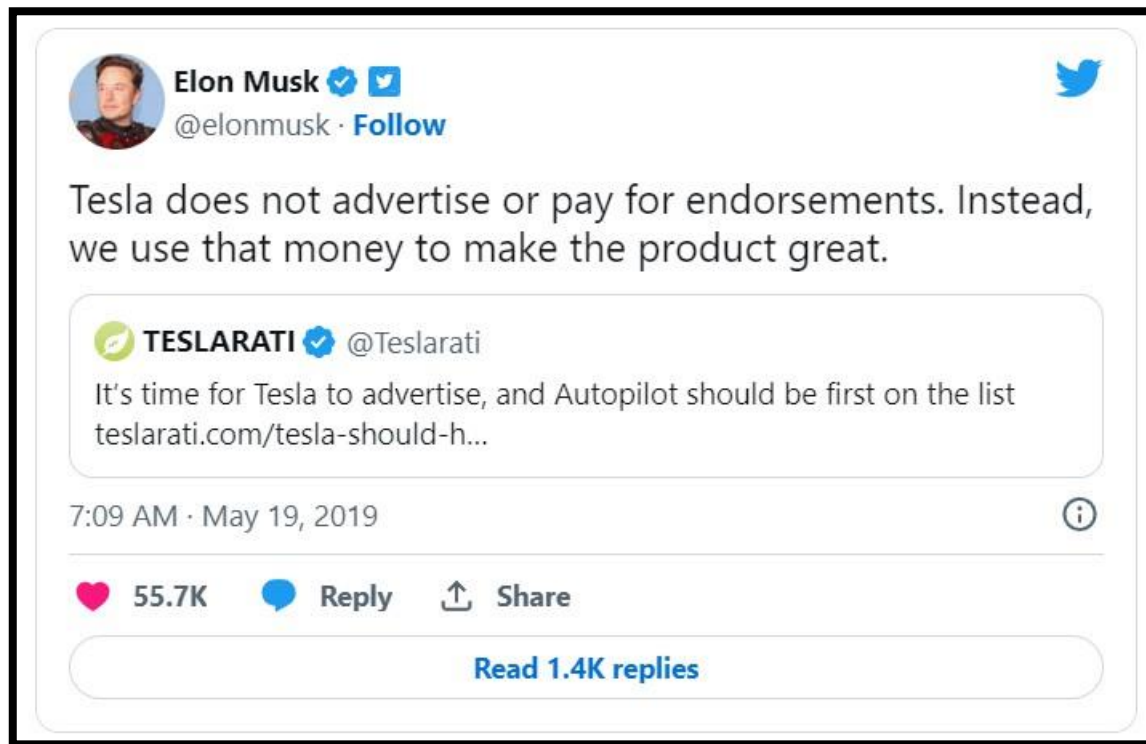 Elon Musk
@elonmusk · Follow
Tesla does not advertise or pay for endorsements. Instead,
we use that money to make the product great.
TESLARATI @Teslarati
It's time for Tesla to advertise, and Autopilot should be first on the list
teslarati.com/tesla-should-h...
7:09 AM · May 19, 2019
55.7K Reply Share
Read 1.4K replies